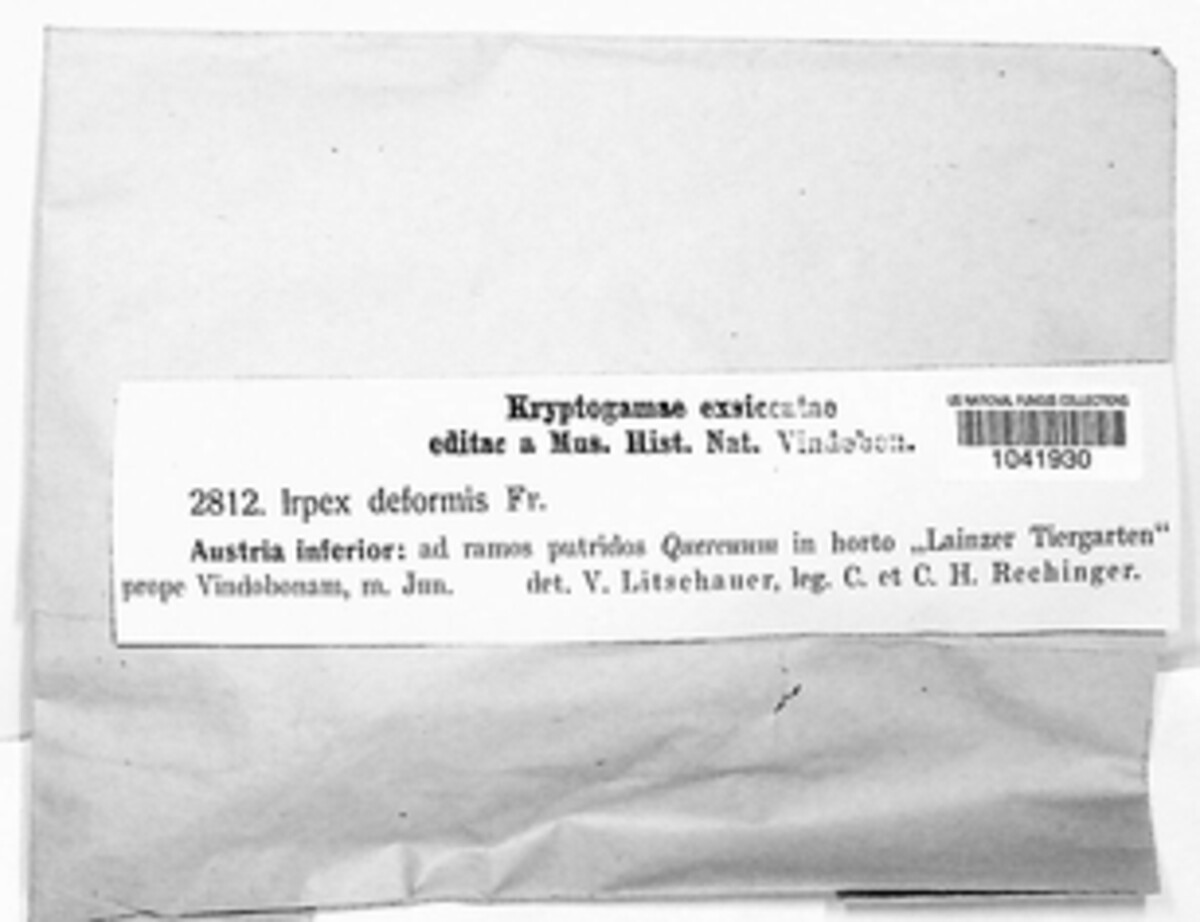 Kryptogamae exsiccatae
editae a Mus. Hist. Nat. Vindobon.
US NATIONAL FUNGUS COLLECTIONS
1041930
2812. Irpex deformis Fr.
Austria inferior: ad ramos putridos Quercuum in horto „Lainzer Tiergarten“
prope Vindobonam, m. Jun. det. V. Litschauer, leg. C. et C. H. Rechinger.